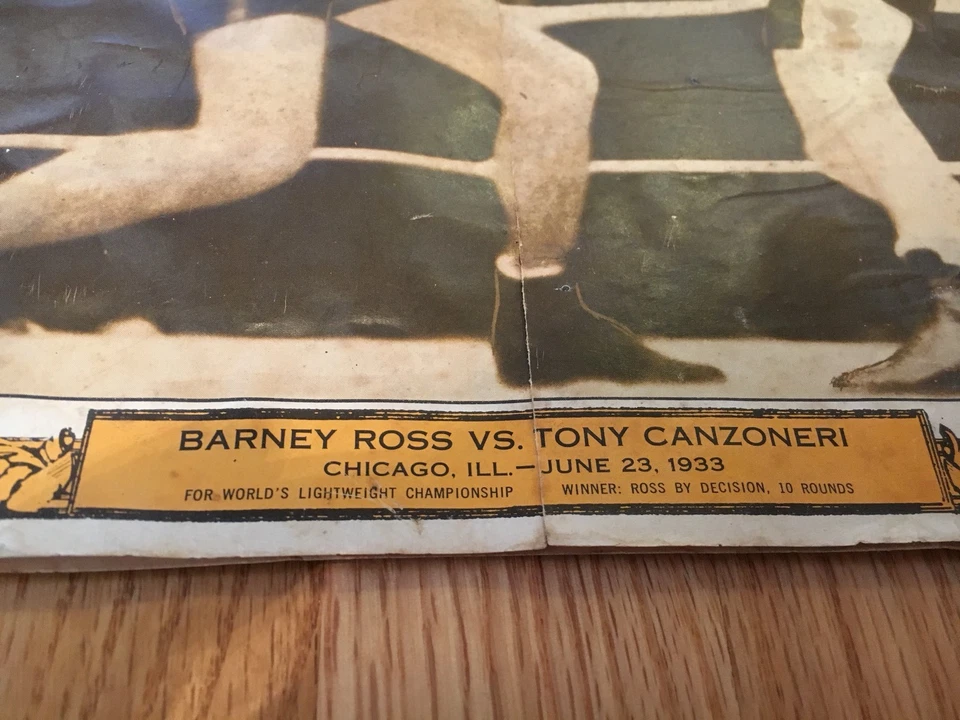 BARNEY ROSS VS. TONY CANZONERI
CHICAGO, ILL.—JUNE 23, 1933
FOR WORLD'S LIGHTWEIGHT CHAMPIONSHIP WINNER: ROSS BY DECISION, 10 ROUNDS